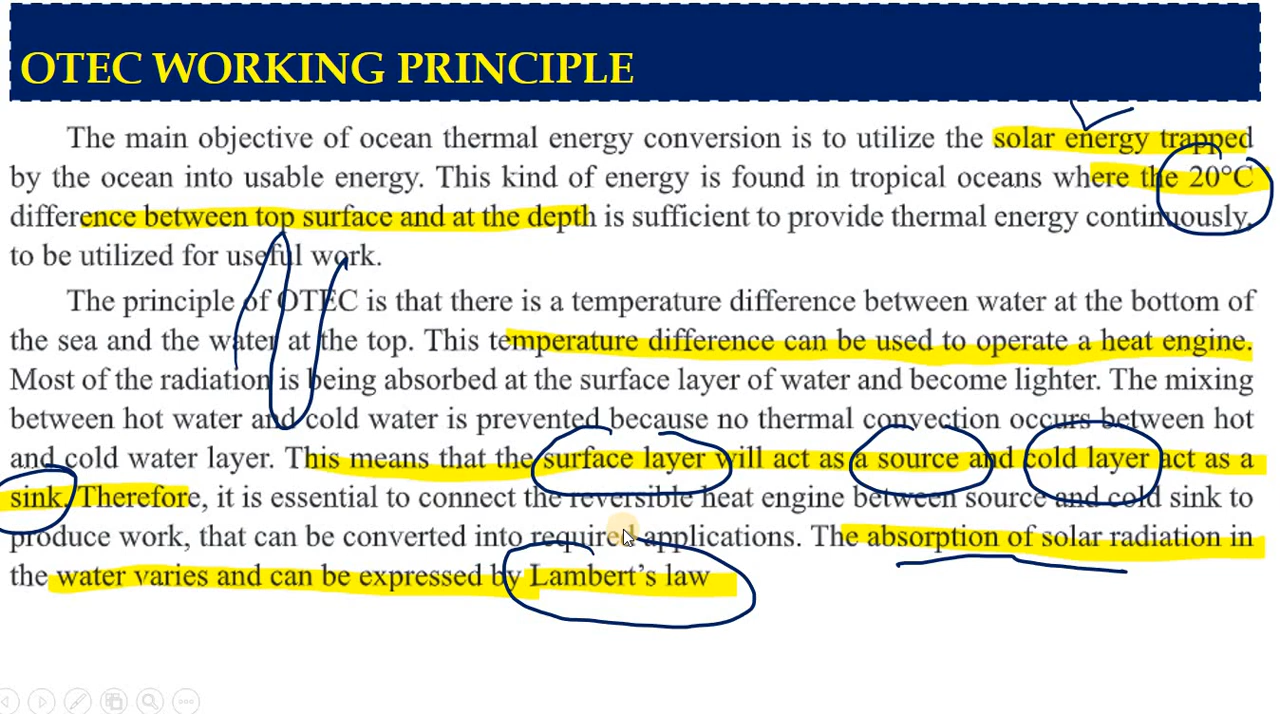 OTEC WORKING PRINCIPLE
The main objective of ocean thermal energy conversion is to utilize the solar energy trapped
by the ocean into usable energy. This kind of energy is found in tropical oceans where the 20°C
difference between top surface and at the depth is sufficient to provide thermal energy continuously,
to be utilized for useful work.
The principle of OTEC is that there is a temperature difference between water at the bottom of
the sea and the water at the top. This temperature difference can be used to operate a heat engine.
Most of the radiation is being absorbed at the surface layer of water and become lighter. The mixing
between hot water and cold water is prevented because no thermal convection occurs between hot
and cold water layer. This means that the surface layer will act as a source and cold layer act as a
sink. Therefore, it is essential to connect the reversible heat engine between source and cold sink to
produce work, that can be converted into required applications. The absorption of solar radiation in
the water varies and can be expressed by Lambert's law